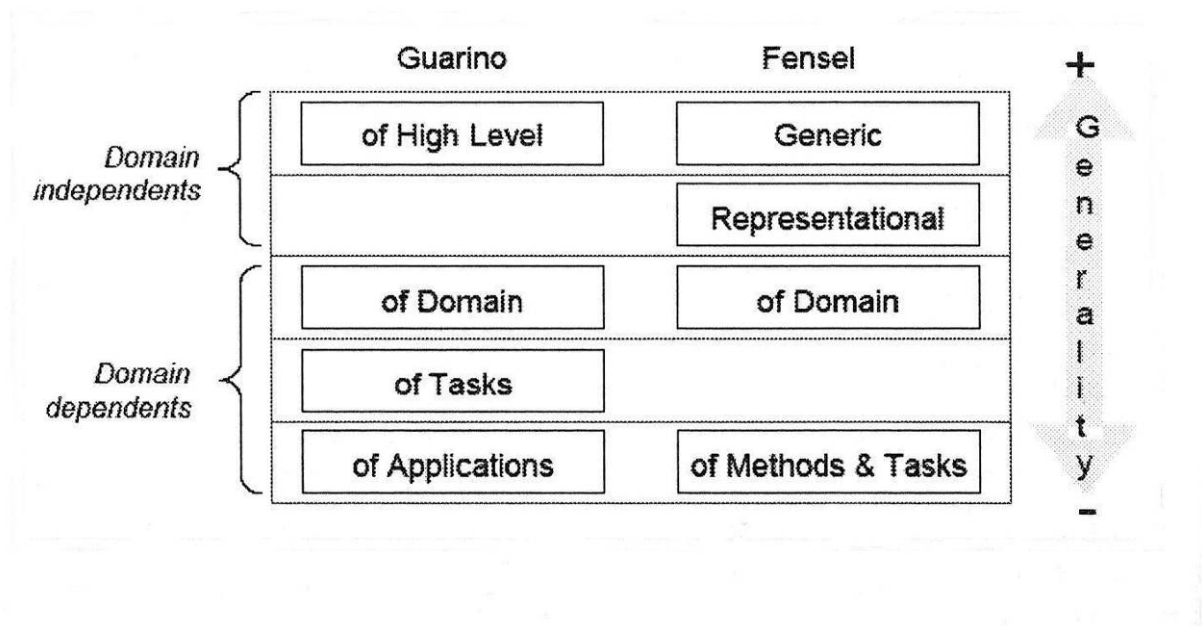 Guarino Fensel +
of High Level Generic
Domain
independents
Representational
of Domain of Domain
Domain
dependents
of Tasks
of Applications of Methods & Tasks
Generality
-